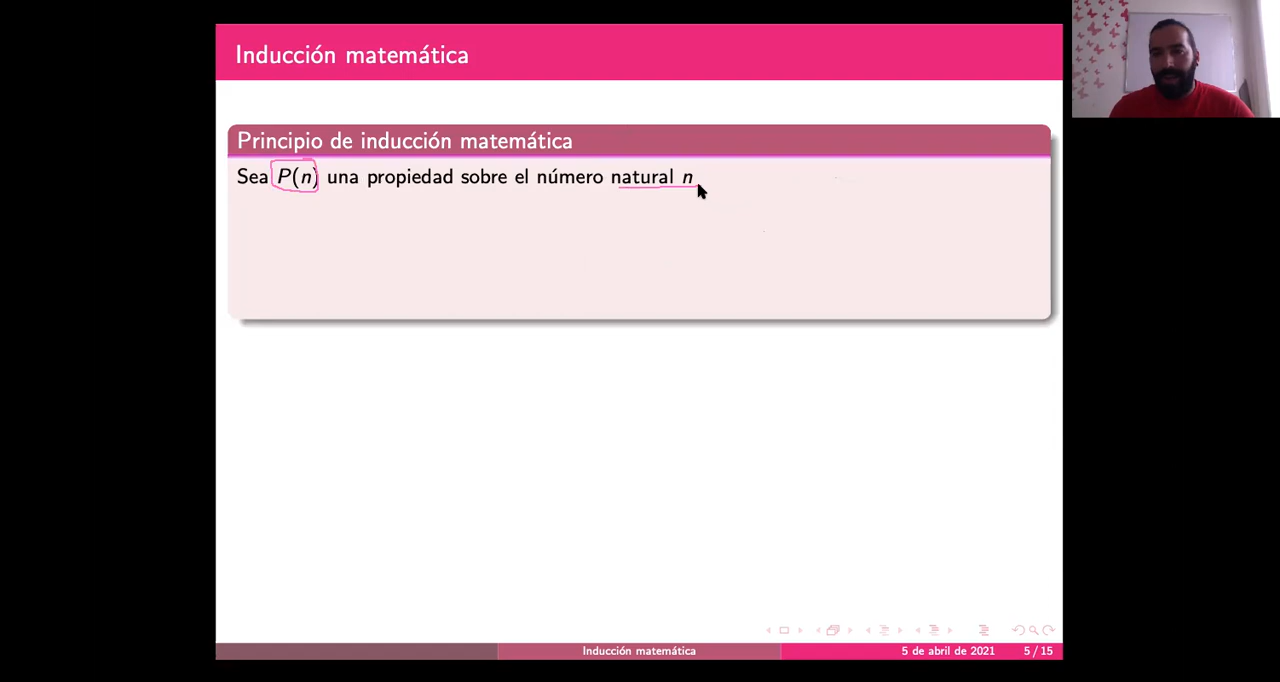 Inducción matemática
Principio de inducción matemática
Sea P(n) una propiedad sobre el número natural n
Inducción matemática
5 de abril de 2021
5 / 15